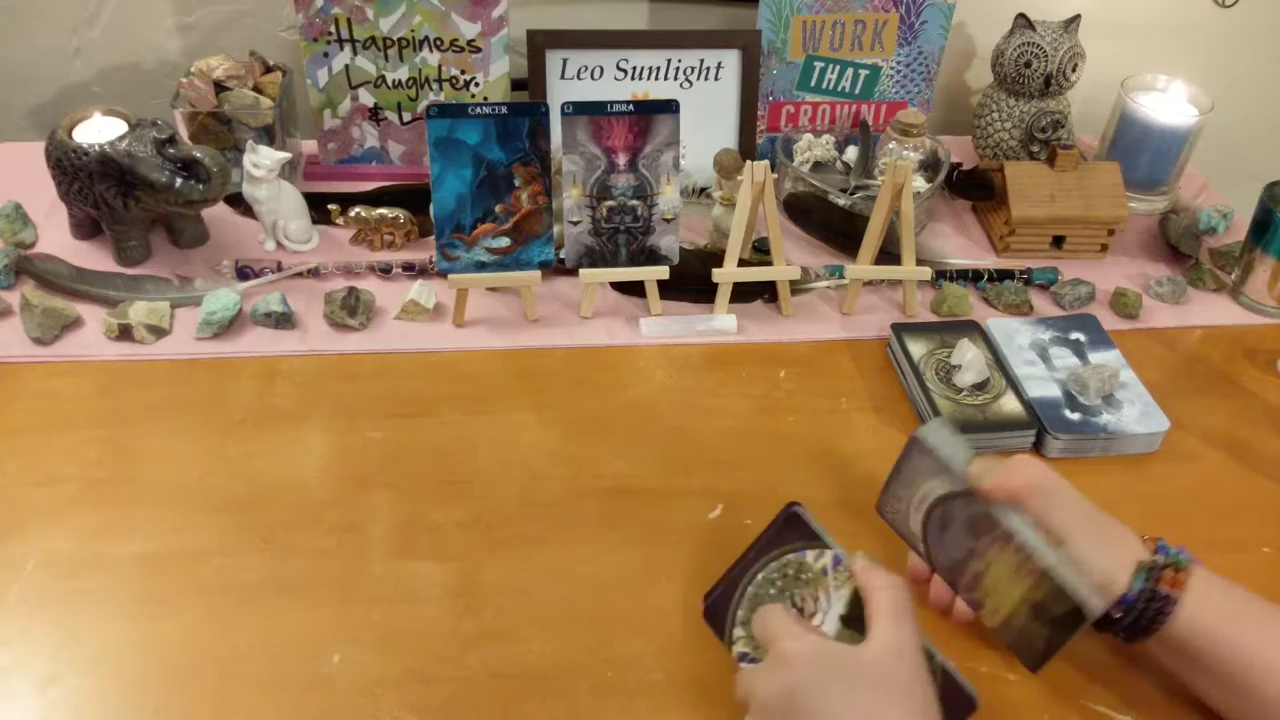 Happiness
Laughter
& L
Leo Sunlight
WORK
THAT
CROWN!
CANCER
LIBRA